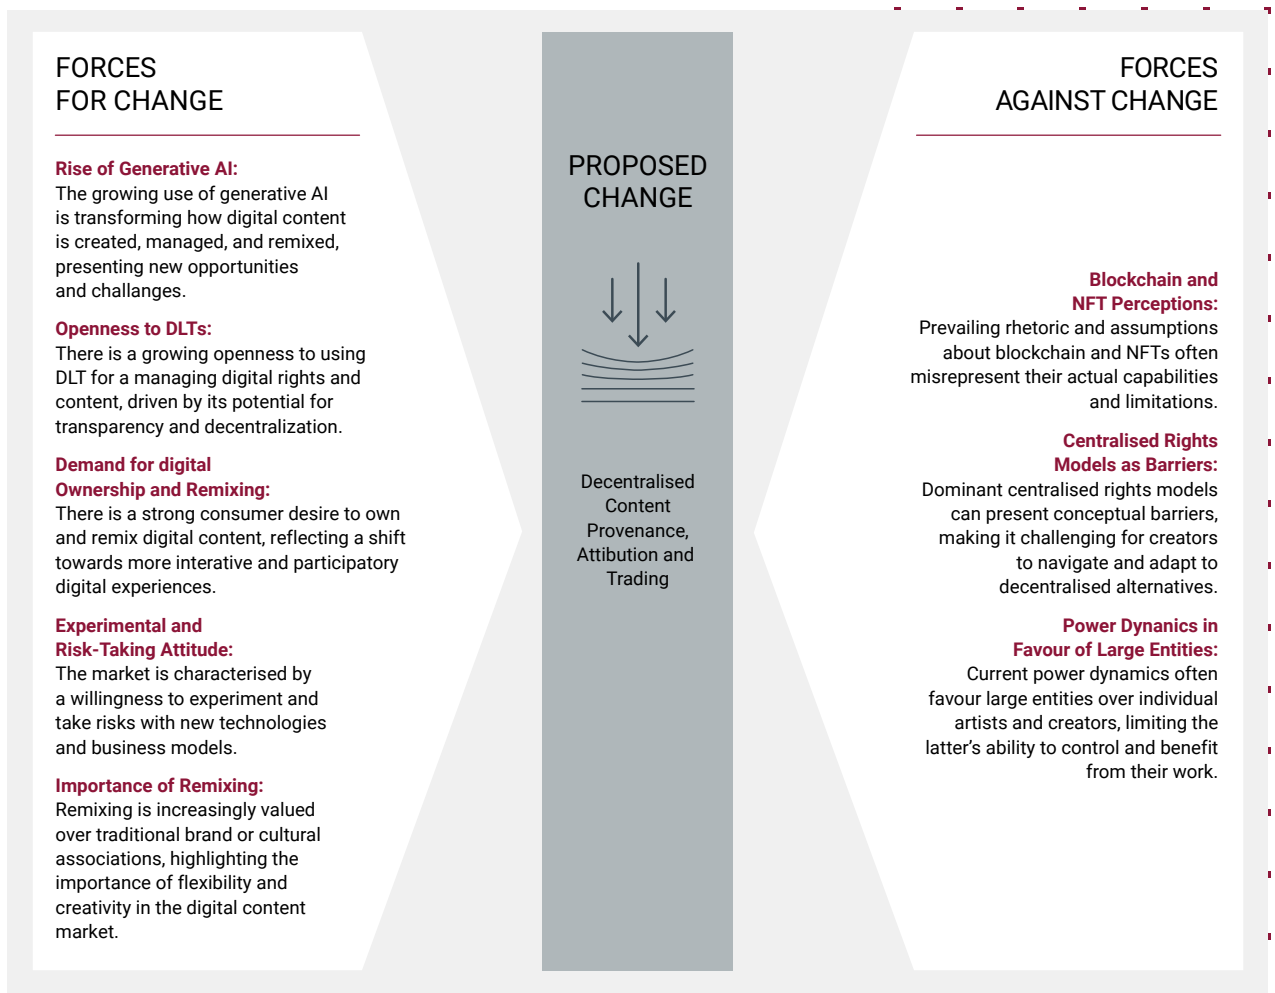 FORCES
FOR CHANGE
Rise of Generative AI:
The growing use of generative AI
is transforming how digital content
is created, managed, and remixed,
presenting new opportunities
and challanges.
Openness to DLTs:
There is a growing openness to using
DLT for a managing digital rights and
content, driven by its potential for
transparency and decentralization.
Demand for digital
Ownership and Remixing:
There is a strong consumer desire to own
and remix digital content, reflecting a shift
towards more interative and participatory
digital experiences.
Experimental and
Risk-Taking Attitude:
The market is characterised by
a willingness to experiment and
take risks with new technologies
and business models.
Importance of Remixing:
Remixing is increasingly valued
over traditional brand or cultural
associations, highlighting the
importance of flexibility and
creativity in the digital content
market.
PROPOSED
CHANGE
Decentralised
Content
Provenance,
Attibution and
Trading
FORCES
AGAINST CHANGE
Blockchain and
NFT Perceptions:
Prevailing rhetoric and assumptions
about blockchain and NFTs often
misrepresent their actual capabilities
and limitations.
Centralised Rights
Models as Barriers:
Dominant centralised rights models
can present conceptual barriers,
making it challenging for creators
to navigate and adapt to
decentralised alternatives.
Power Dynanics in
Favour of Large Entities:
Current power dynamics often
favour large entities over individual
artists and creators, limiting the
latter’s ability to control and benefit
from their work.